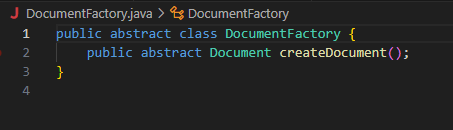 DocumentFactory.java > DocumentFactory
1 public abstract class DocumentFactory {
2     public abstract Document createDocument();
3 }
4